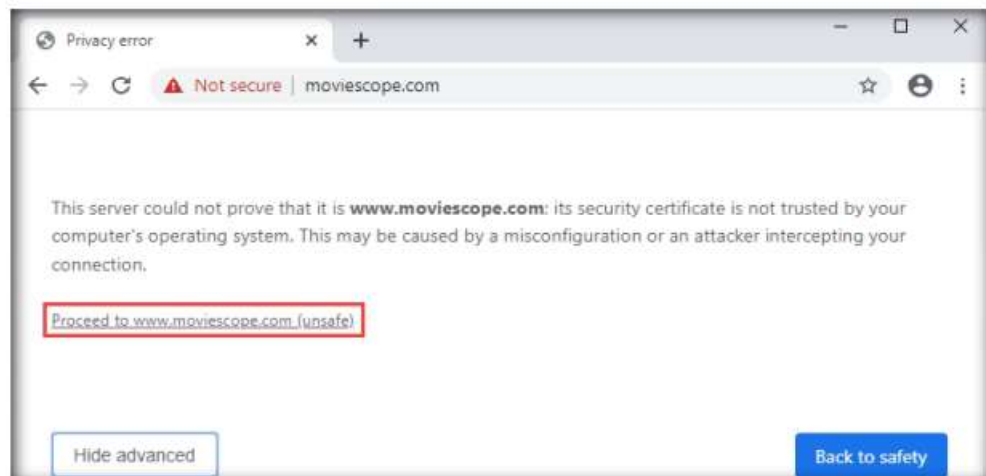 Privacy error
Not secure | moviescope.com
This server could not prove that it is www.moviescope.com: its security certificate is not trusted by your
computer's operating system. This may be caused by a misconfiguration or an attacker intercepting your
connection.
Proceed to www.moviescope.com (unsafe)
Hide advanced
Back to safety